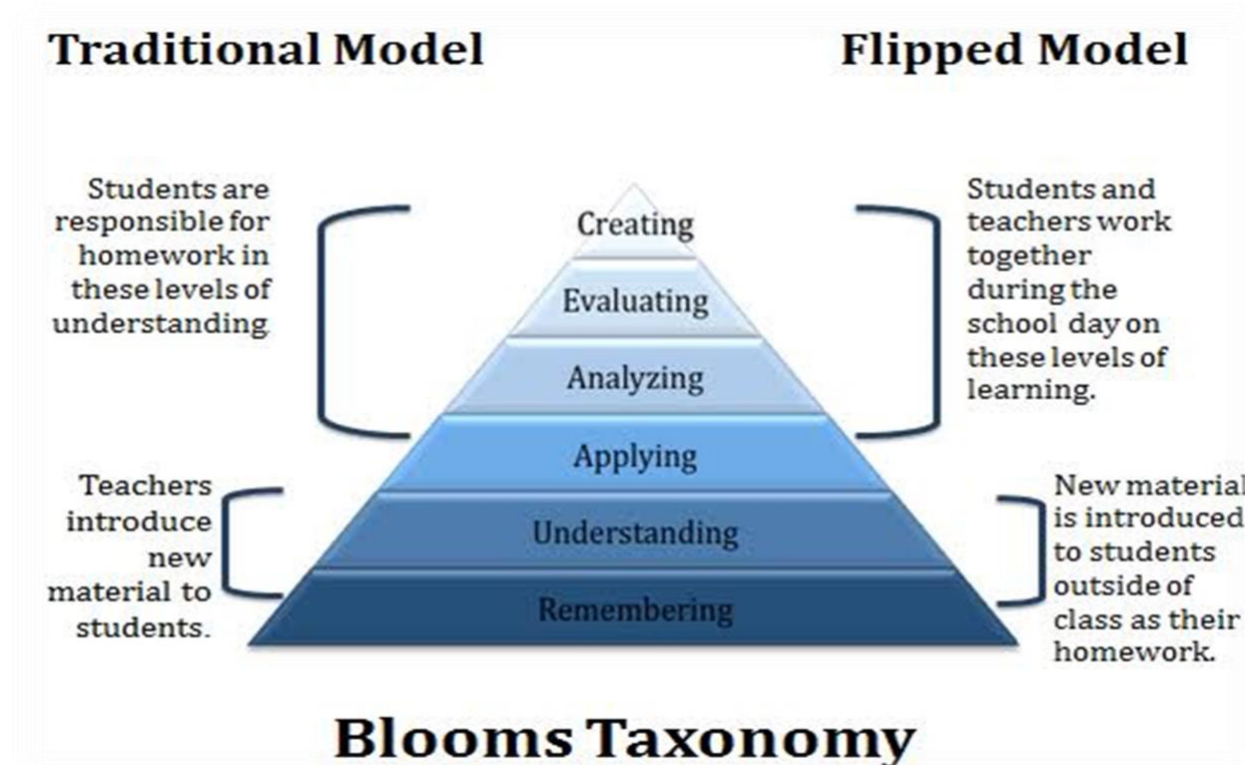 Traditional Model
Flipped Model
Students are
responsible for
homework in
these levels of
understanding
Teachers
introduce
new
material to
students.
Creating
Evaluating
Analyzing
Applying
Understanding
Remembering
Students and
teachers work
together
during the
school day on
these levels of
learning.
New material
is introduced
to students
outside of
class as their
homework.
Blooms Taxonomy